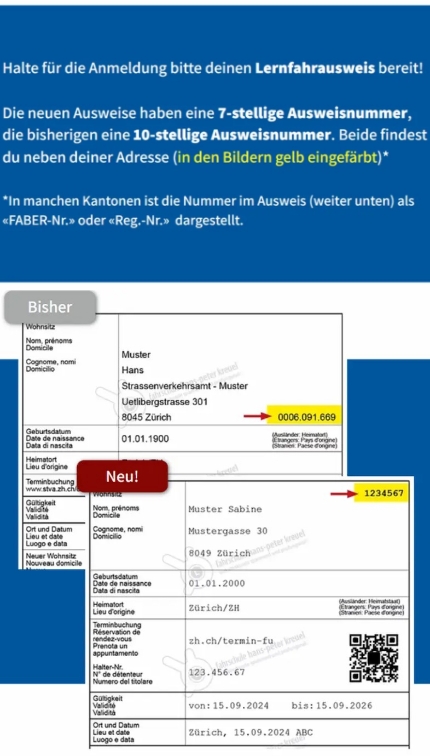 Halte für die Anmeldung bitte deinen Lernfahrausweis bereit!
Die neuen Ausweise haben eine 7-stellige Ausweisnummer,
die bisherigen eine 10-stellige Ausweisnummer. Beide findest
du neben deiner Adresse (in den Bildern gelb eingefärbt)*
*In manchen Kantonen ist die Nummer im Ausweis (weiter unten) als
«FABER-Nr.» oder «Reg.-Nr.» dargestellt.
Bisher
Wohnsitz
Nom, prénoms
Domicile
Cognome, nomi
Domicilio
Muster
Hans
Strassenverkehrsamt - Muster
Uetlibergstrasse 301
8045 Zürich
0006.091.669
Geburtsdatum
Date de naissance
Data di nascita
01.01.1900
(Ausländer: Heimatort)
(Etrangers: Pays d'origine)
(Stranieri: Paese d'origine)
Heimatort
Lieu d'origine
Terminbuchung
www.stva.zh.ch/
Gültigkeit
Validité
Validità
Ort und Datum
Lieu et date
Luogo e data
Neuer Wohnsitz
Nouveau domicile
Neu!
Wohnsitz
Nom, prénoms
Domicile
Cognome, nomi
Domicilio
1234567
Muster Sabine
Mustergasse 30
8049 Zürich
fahrschule hans-peter kreuel
Geburtsdatum
Date de naissance
Data di nascita
01.01.2000
Heimatort
Lieu d'origine
Zürich/ZH
(Ausländer: Heimatstaat)
(Etrangers: Pays d'origine)
(Stranieri: Paese d'origine)
Terminbuchung
Réservation de
rendez-vous
Prenota un
appuntamento
zh.ch/termin-fu
Halter-Nr.
N° de détenteur
Numero del titolare
123.456.67
fahrschule hans-peter kreuel
Gültigkeit
Validité
Validità
von: 15.09.2024 bis: 15.09.2026
Ort und Datum
Lieu et date
Luogo e data
Zürich, 15.09.2024 ABC